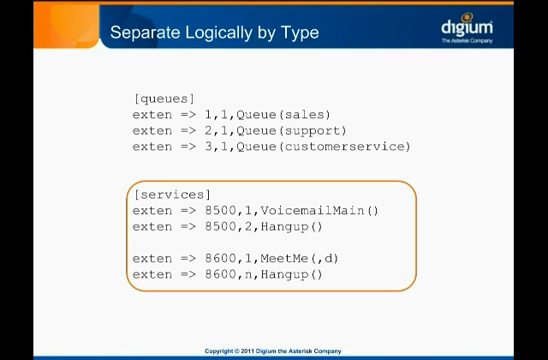 Separate Logically by Type
digium
The Asterisk Company
[queues]
exten => 1,1,Queue(sales)
exten => 2,1,Queue(support)
exten => 3,1,Queue(customerservice)
[services]
exten => 8500,1,VoicemailMain()
exten => 8500,2,Hangup()
exten => 8600,1,MeetMe(,d)
exten => 8600,n,Hangup()
Copyright © 2011 Digium the Asterisk Company